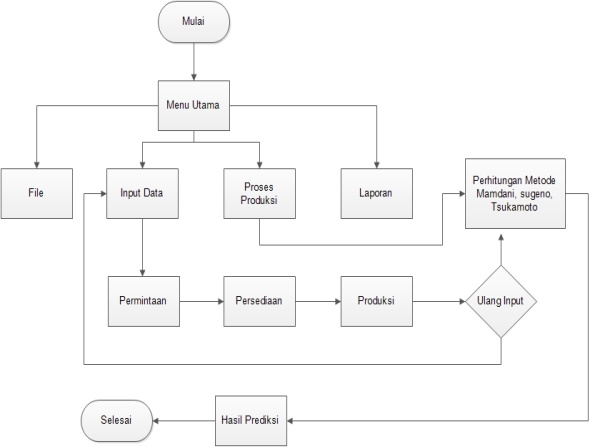 Mulai
Menu Utama
File
Input Data
Proses
Produksi
Laporan
Perhitungan Metode
Mamdani, sugeno,
Tsukamoto
Permintaan
Persediaan
Produksi
Ulang Input
Selesai
Hasil Prediksi